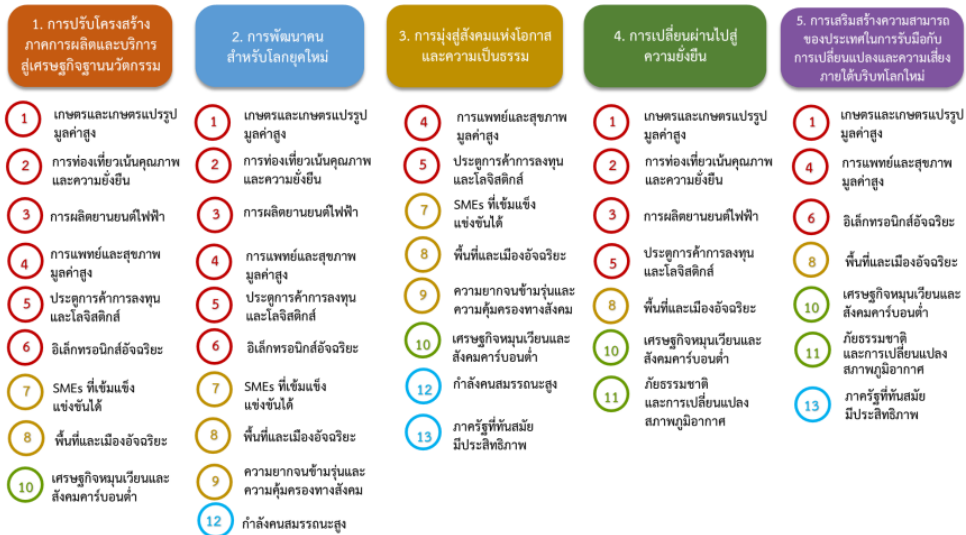 1. การปรับโครงสร้าง
ภาคการผลิตและบริการ
สู่เศรษฐกิจฐานนวัตกรรม
1
เกษตรและเกษตรแปรรูป
มูลค่าสูง
2
การท่องเที่ยวเน้นคุณภาพ
และความยั่งยืน
3
การผลิตยานยนต์ไฟฟ้า
4
การแพทย์และสุขภาพ
มูลค่าสูง
5
ประตูการค้าการลงทุน
และโลจิสติกส์
6
อิเล็กทรอนิกส์อัจฉริยะ
7
SMEs ที่เข้มแข็ง
แข่งขันได้
8
พื้นที่และเมืองอัจฉริยะ
10
เศรษฐกิจหมุนเวียนและ
สังคมคาร์บอนต่ำ
2. การพัฒนาคน
สำหรับโลกยุคใหม่
1
เกษตรและเกษตรแปรรูป
มูลค่าสูง
2
การท่องเที่ยวเน้นคุณภาพ
และความยั่งยืน
3
การผลิตยานยนต์ไฟฟ้า
4
การแพทย์และสุขภาพ
มูลค่าสูง
5
ประตูการค้าการลงทุน
และโลจิสติกส์
6
อิเล็กทรอนิกส์อัจฉริยะ
7
SMEs ที่เข้มแข็ง
แข่งขันได้
8
พื้นที่และเมืองอัจฉริยะ
9
ความยากจนข้ามรุ่นและ
ความคุ้มครองทางสังคม
12
กำลังคนสมรรถนะสูง
3. การมุ่งสู่สังคมแห่งโอกาส
และความเป็นธรรม
4
การแพทย์และสุขภาพ
มูลค่าสูง
5
ประตูการค้าการลงทุน
และโลจิสติกส์
7
SMEs ที่เข้มแข็ง
แข่งขันได้
8
พื้นที่และเมืองอัจฉริยะ
9
ความยากจนข้ามรุ่นและ
ความคุ้มครองทางสังคม
10
เศรษฐกิจหมุนเวียนและ
สังคมคาร์บอนต่ำ
12
กำลังคนสมรรถนะสูง
13
ภาครัฐที่ทันสมัย
มีประสิทธิภาพ
4. การเปลี่ยนผ่านไปสู่
ความยั่งยืน
1
เกษตรและเกษตรแปรรูป
มูลค่าสูง
2
การท่องเที่ยวเน้นคุณภาพ
และความยั่งยืน
3
การผลิตยานยนต์ไฟฟ้า
5
ประตูการค้าการลงทุน
และโลจิสติกส์
8
พื้นที่และเมืองอัจฉริยะ
10
เศรษฐกิจหมุนเวียนและ
สังคมคาร์บอนต่ำ
11
ภัยธรรมชาติ
และการเปลี่ยนแปลง
สภาพภูมิอากาศ
5. การเสริมสร้างความสามารถ
ของประเทศในการรับมือกับ
การเปลี่ยนแปลงและความเสี่ยง
ภายใต้บริบทโลกใหม่
1
เกษตรและเกษตรแปรรูป
มูลค่าสูง
4
การแพทย์และสุขภาพ
มูลค่าสูง
6
อิเล็กทรอนิกส์อัจฉริยะ
8
พื้นที่และเมืองอัจฉริยะ
10
เศรษฐกิจหมุนเวียนและ
สังคมคาร์บอนต่ำ
11
ภัยธรรมชาติ
และการเปลี่ยนแปลง
สภาพภูมิอากาศ
13
ภาครัฐที่ทันสมัย
มีประสิทธิภาพ